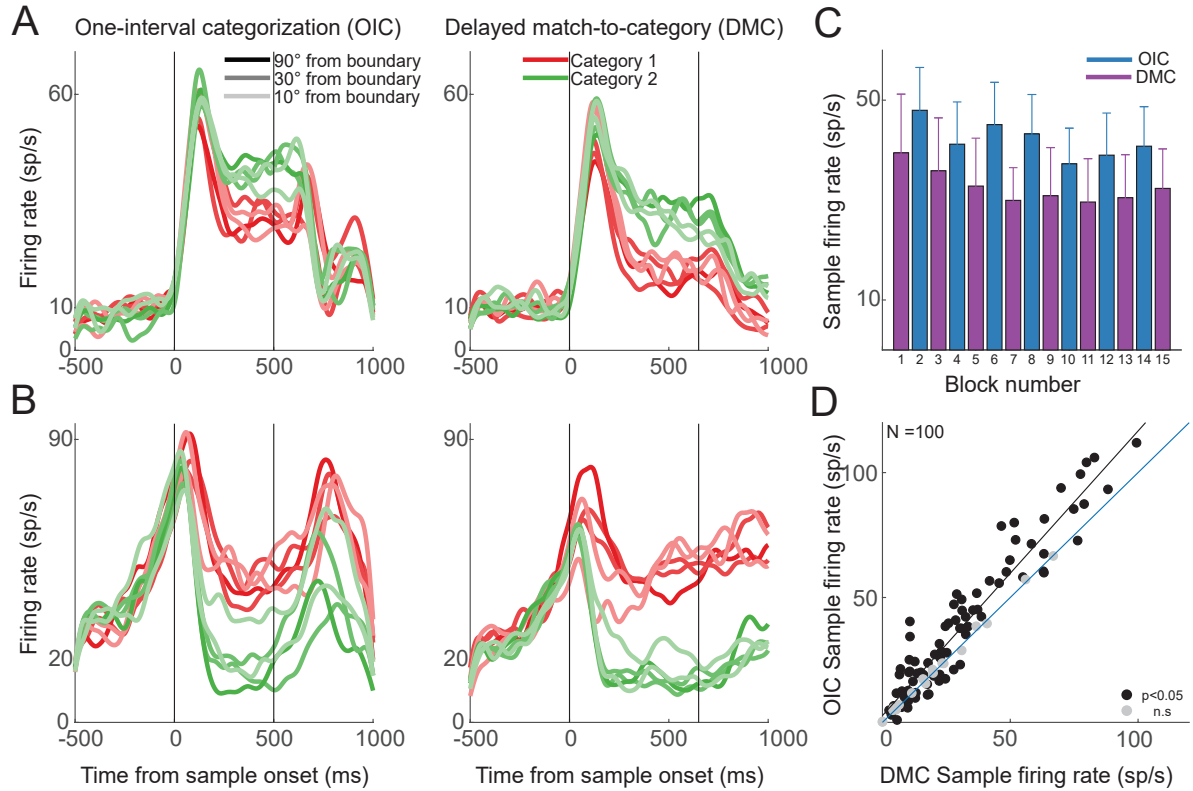 A
One-interval categorization (OIC)
Delayed match-to-category (DMC)
C
90° from boundary
30° from boundary
10° from boundary
Category 1
Category 2
Firing rate (sp/s)
60
10
0
-500
0
500
1000
60
10
0
-500
0
500
1000
OIC
DMC
Sample firing rate (sp/s)
50
10
1 2 3 4 5 6 7 8 9 10 11 12 13 14 15
Block number
B
Firing rate (sp/s)
90
20
0
-500
0
500
1000
Time from sample onset (ms)
90
20
0
-500
0
500
1000
Time from sample onset (ms)
D
N =100
OIC Sample firing rate (sp/s)
100
50
0
p<0.05
n.s
0
50
100
DMC Sample firing rate (sp/s)